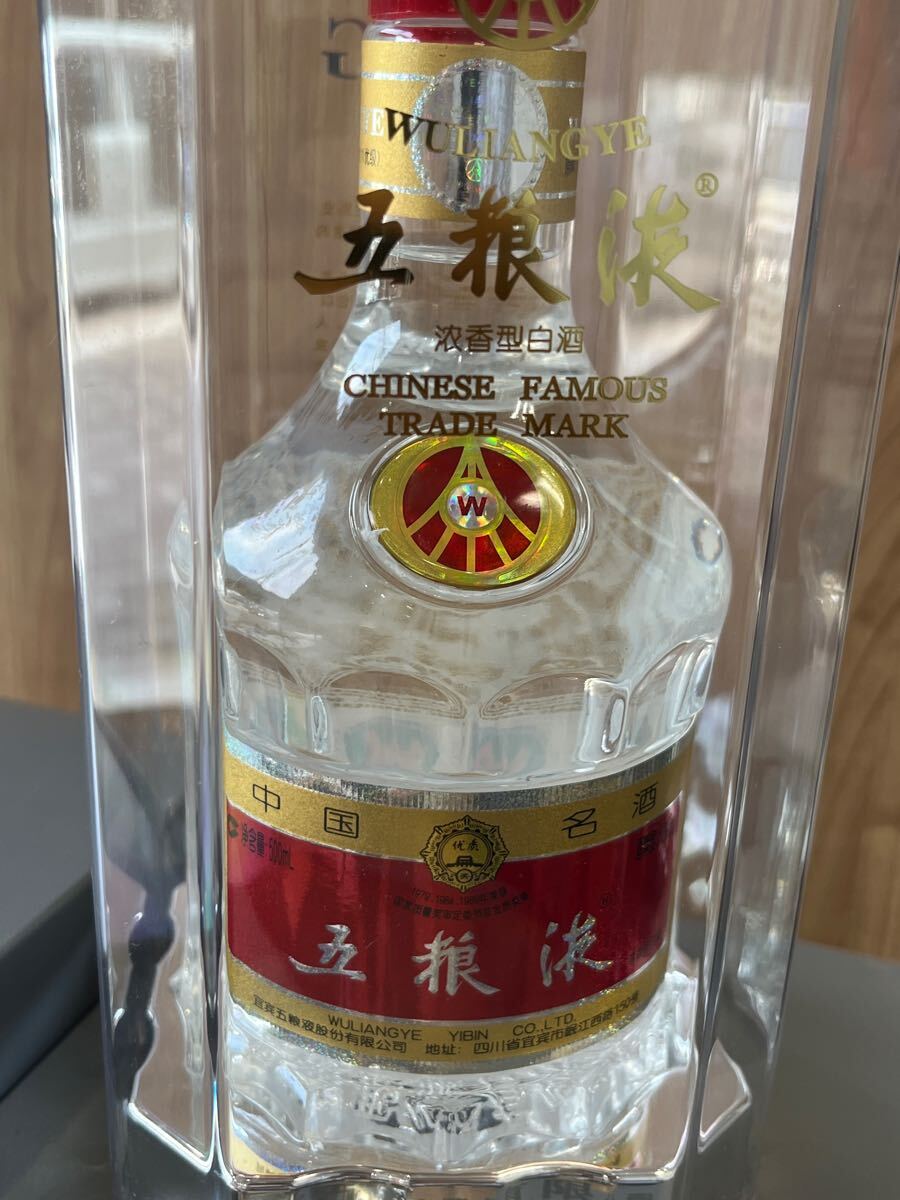 WULIANGYE
五粮液®
浓香型白酒
CHINESE FAMOUS
TRADE MARK
W
中国名酒
净含量·500mL
优质
五粮液®
WULIANGYE YIBIN CO.,LTD.
宜宾五粮液股份有限公司 地址：四川省宜宾市岷江西路150号